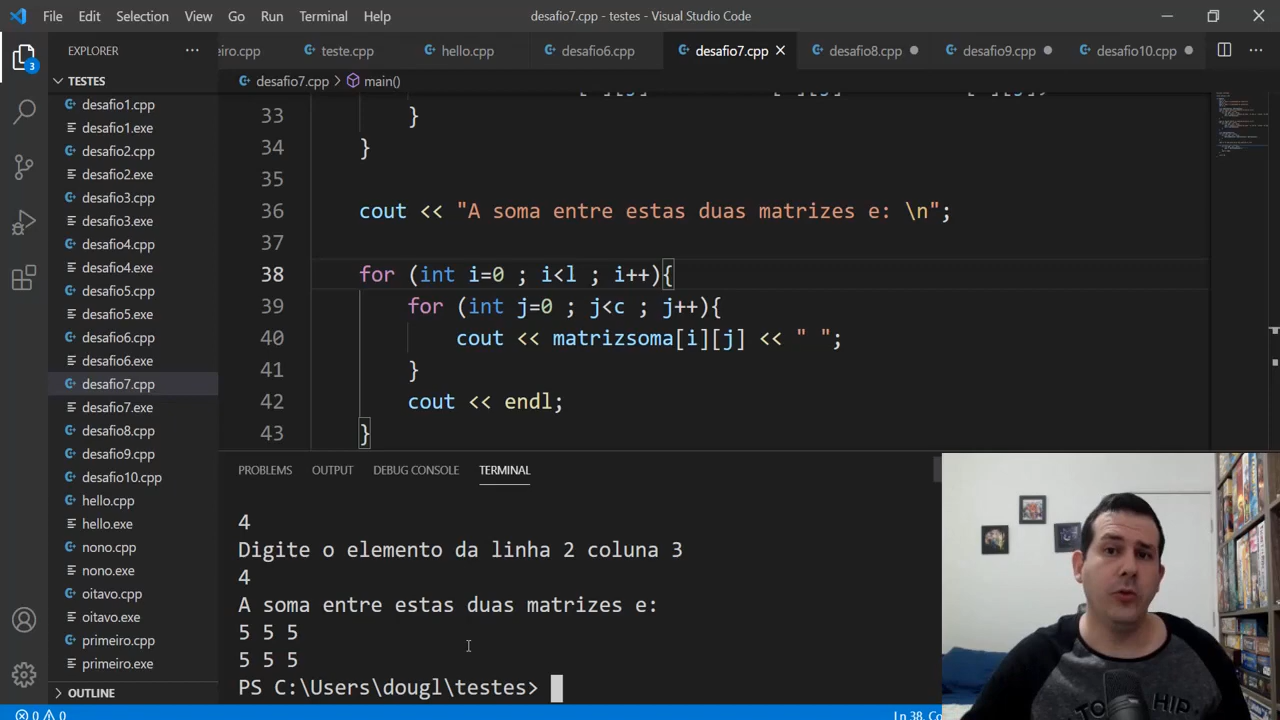 File Edit Selection View Go Run Terminal Help
desafio7.cpp - testes - Visual Studio Code
EXPLORER
eiro.cpp teste.cpp hello.cpp desafio6.cpp desafio7.cpp desafio8.cpp desafio9.cpp desafio10.cpp
desafio7.cpp > main()
3
TESTES
desafio1.cpp
desafio1.exe
desafio2.cpp
desafio2.exe
desafio3.cpp
desafio3.exe
desafio4.cpp
desafio4.exe
desafio5.cpp
desafio5.exe
desafio6.cpp
desafio6.exe
desafio7.cpp
desafio7.exe
desafio8.cpp
desafio9.cpp
desafio10.cpp
hello.cpp
hello.exe
nono.cpp
nono.exe
oitavo.cpp
oitavo.exe
primeiro.cpp
primeiro.exe
OUTLINE
33 }
34 }
35
36 cout << "A soma entre estas duas matrizes e: \n";
37
38 for (int i=0 ; i<l ; i++){
39 for (int j=0 ; j<c ; j++){
40 cout << matrizsoma[i][j] << " ";
41 }
42 cout << endl;
43 }
PROBLEMS OUTPUT DEBUG CONSOLE TERMINAL
4
Digite o elemento da linha 2 coluna 3
4
A soma entre estas duas matrizes e:
5 5 5
5 5 5
PS C:\Users\dougl\testes>
0 0
Ln 38, Co
HIP